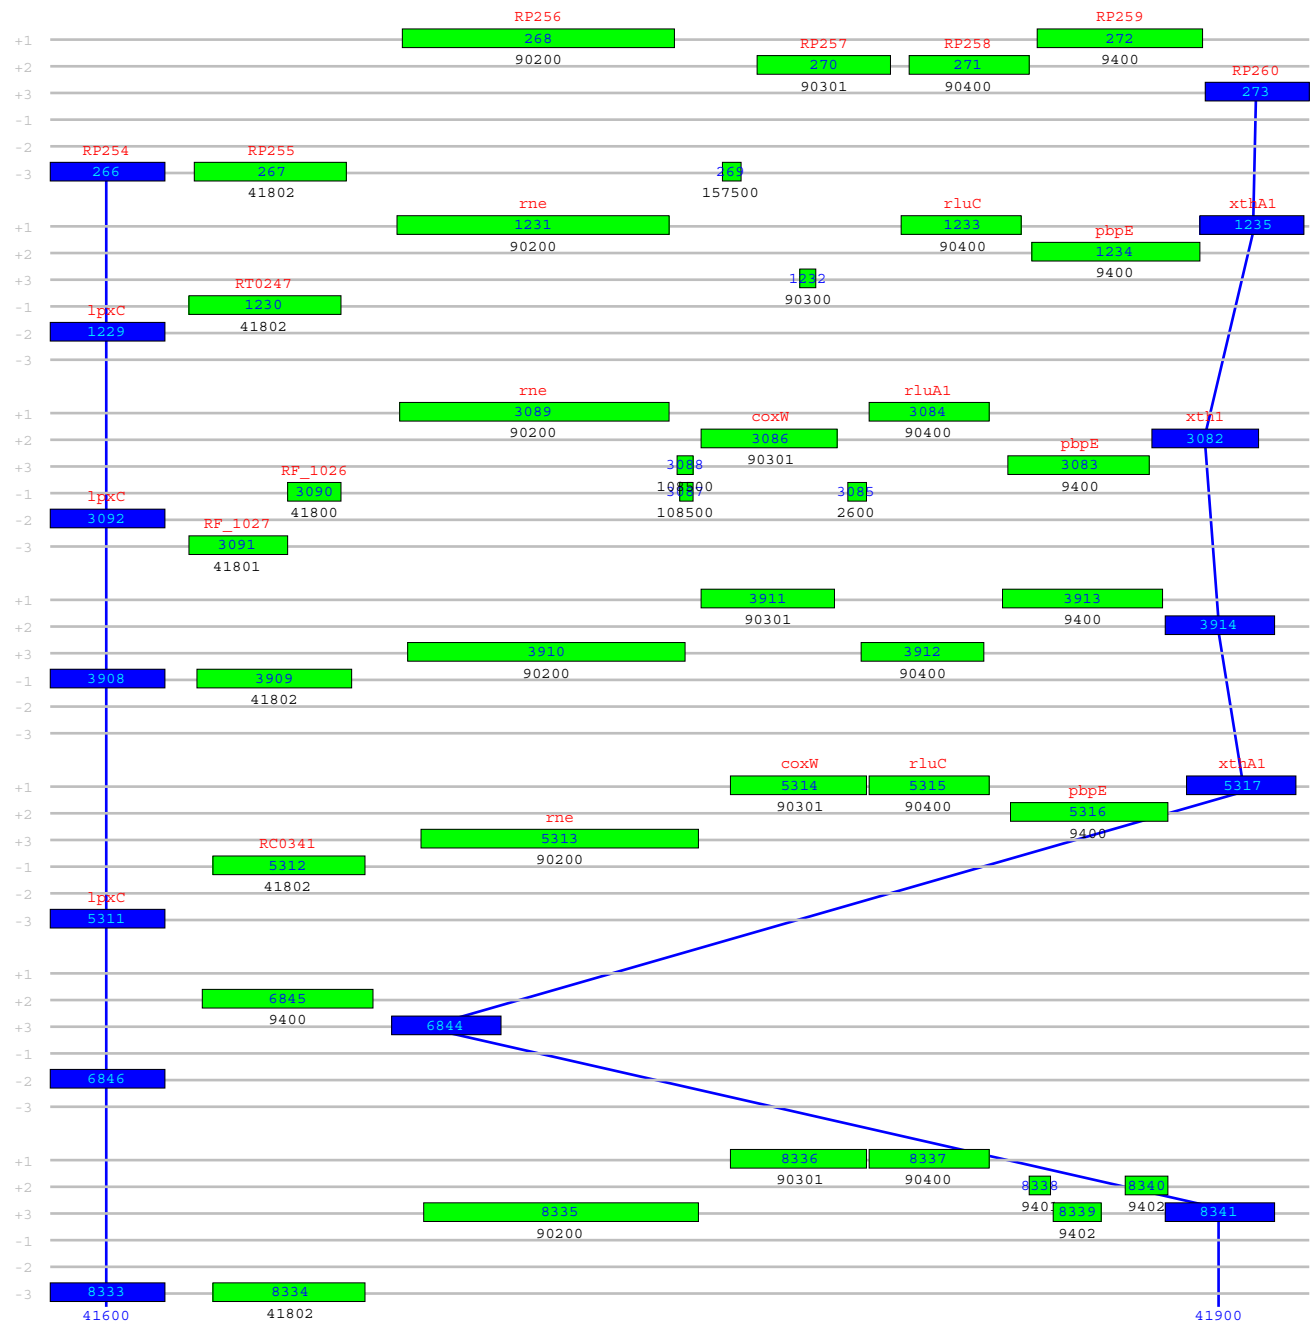 RP256 RP259
+1 268 272
RP257 RP258
90200 9400
+2 270 271
RP260
90301 90400
+3 273
-1
-2
RP254 RP255
-3 266 267 269
41802 157500
rne rluC xthA1
+1 1231 1233 1235
pbpE
90200 90400
+2 1234
9400
+3 1232
RT0247
90300
-1 1230
lpxC
41802
-2 1229
-3
rne rluA1
+1 3089 3084
coxW xth1
90200 90400
+2 3086 3082
pbpE
90301
+3 3088 3083
RF_1026
9400
-1 3090 3087 3085
lpxC
41800 108500 2600
-2 3092
RF_1027
-3 3091
41801
+1 3911 3913
90301 9400
+2 3914
+3 3910 3912
90200 90400
-1 3908 3909
41802
-2
-3
coxW rluC xthA1
+1 5314 5315 5317
pbpE
90301 90400
+2 5316
rne
9400
+3 5313
RC0341
90200
-1 5312
41802
-2
lpxC
-3 5311
+1
+2 6845
9400
+3 6844
-1
-2 6846
-3
+1 8336 8337
90301 90400
+2 8338 8340
9401 9402
+3 8335 8339 8341
90200 9402
-1
-2
-3 8333 8334
41600 41802 41900